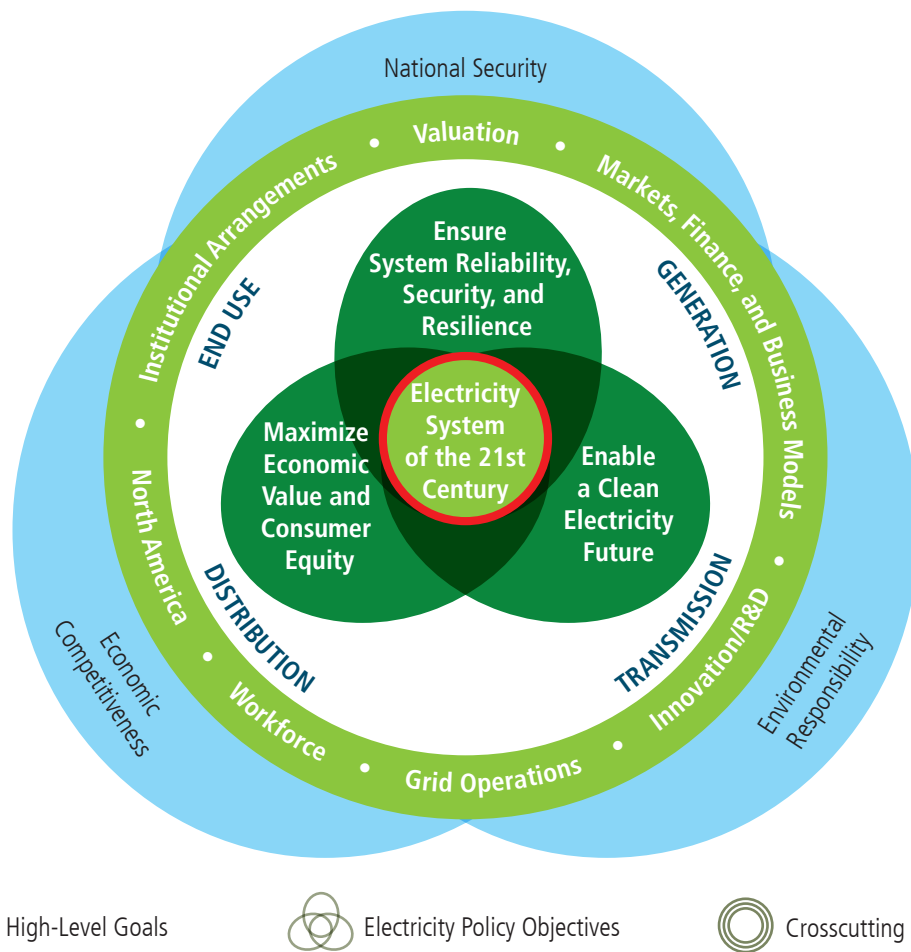 National Security
Valuation
Markets, Finance, and Business Models
Innovation/R&D
Grid Operations
Workforce
North America
Institutional Arrangements
END USE
GENERATION
TRANSMISSION
DISTRIBUTION
Ensure
System Reliability,
Security, and
Resilience
Electricity
System
of the 21st
Century
Maximize
Economic
Value and
Consumer
Equity
Enable
a Clean
Electricity
Future
Economic
Competitiveness
Environmental
Responsibility
High-Level Goals
Electricity Policy Objectives
Crosscutting